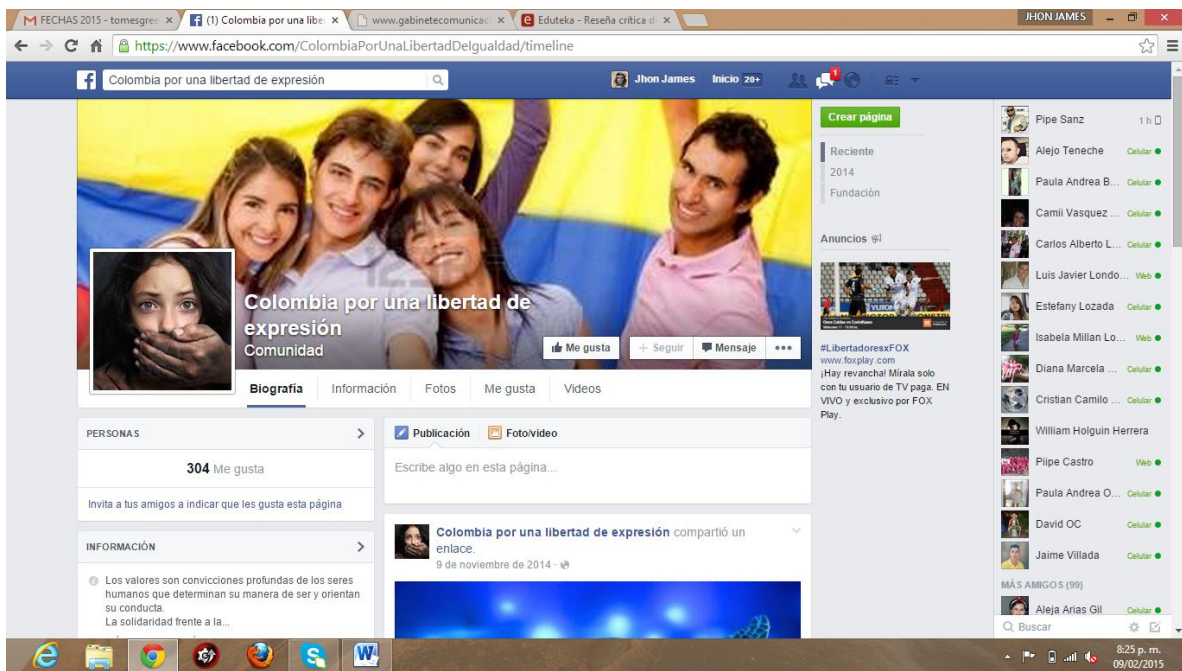 FECHAS 2015 - tomesgree
(1) Colombia por una libe
www.gabinetecomunicac
Eduteka - Reseña crítica d
JHON JAMES
https://www.facebook.com/ColombiaPorUnaLibertadDeIgualdad/timeline
Colombia por una libertad de expresión
Jhon James
Inicio 20+
1
Crear página
Reciente
2014
Fundación
Anuncios
Colombia por una libertad de
expresión
Comunidad
Me gusta
+ Seguir
Mensaje
Biografía Información Fotos Me gusta Videos
#LibertadoresxFOX
www.foxplay.com
¡Hay revancha! Mírala solo
con tu usuario de TV paga. EN
VIVO y exclusivo por FOX
Play.
PERSONAS
304 Me gusta
Invita a tus amigos a indicar que les gusta esta página
INFORMACIÓN
Los valores son convicciones profundas de los seres
humanos que determinan su manera de ser y orientan
su conducta.
La solidaridad frente a la...
Publicación Foto/video
Escribe algo en esta página...
Colombia por una libertad de expresión compartió un
enlace.
9 de noviembre de 2014
Pipe Sanz 1 h
Alejo Teneche Celular
Paula Andrea B... Celular
Camii Vasquez ... Celular
Carlos Alberto L... Celular
Luis Javier Londo... Web
Estefany Lozada Celular
Isabela Millan Lo... Web
Diana Marcela ... Celular
Cristian Camilo ... Celular
William Holguin Herrera
Piipe Castro Web
Paula Andrea O... Celular
David OC Celular
Jaime Villada Celular
MÁS AMIGOS (99)
Aleja Arias Gil Celular
Buscar
8:25 p. m.
09/02/2015